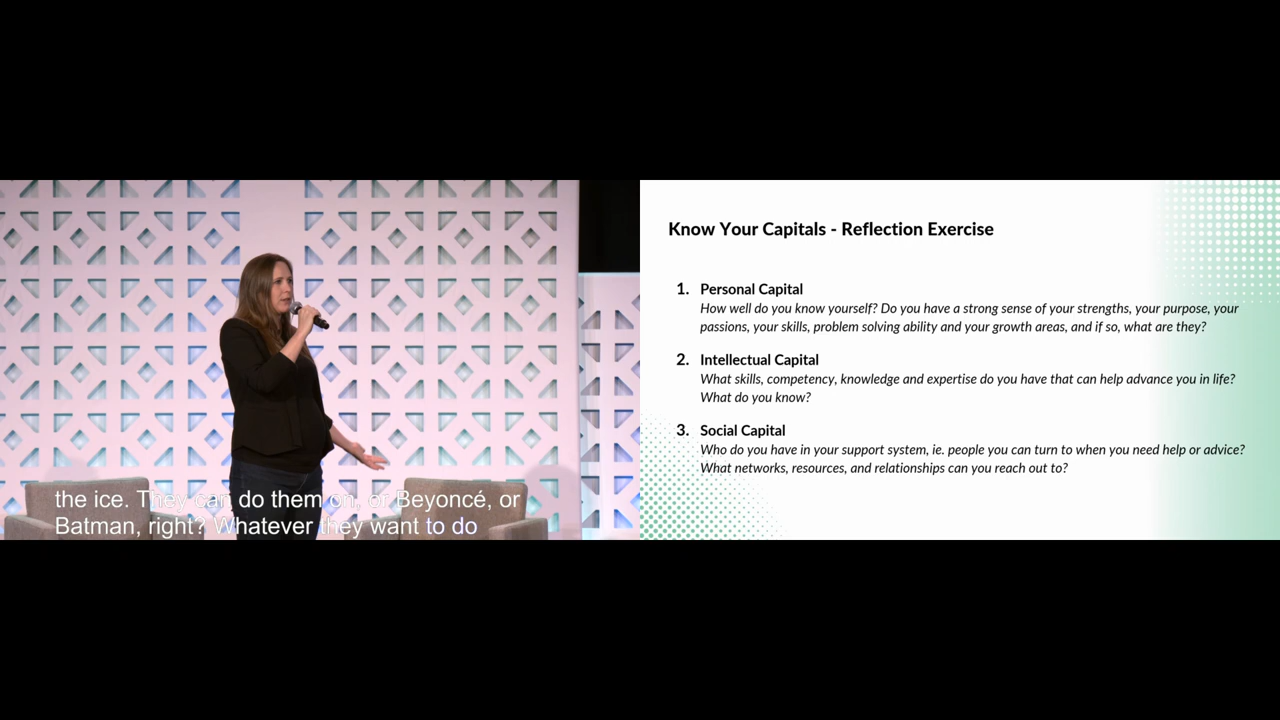 the ice. They can do them on, or Beyoncé, or
Batman, right? Whatever they want to do
Know Your Capitals - Reflection Exercise
1. Personal Capital
How well do you know yourself? Do you have a strong sense of your strengths, your purpose, your
passions, your skills, problem solving ability and your growth areas, and if so, what are they?
2. Intellectual Capital
What skills, competency, knowledge and expertise do you have that can help advance you in life?
What do you know?
3. Social Capital
Who do you have in your support system, ie. people you can turn to when you need help or advice?
What networks, resources, and relationships can you reach out to?